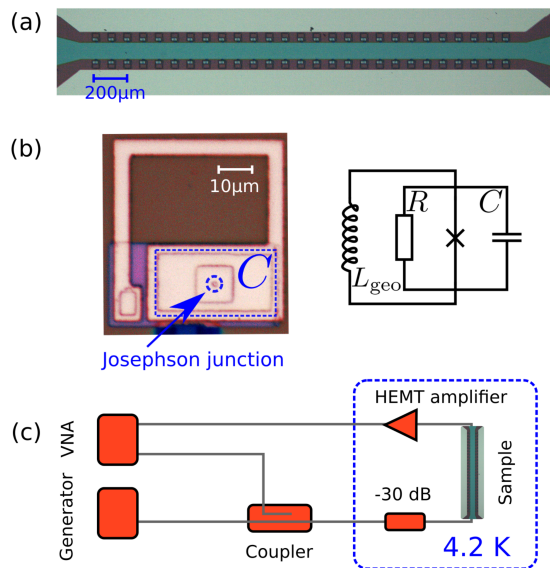 (a)
200μm
(b)
10μm
C
Josephson junction
R
C
L_geo
(c)
HEMT amplifier
VNA
Generator
-30 dB
Sample
Coupler
4.2 K